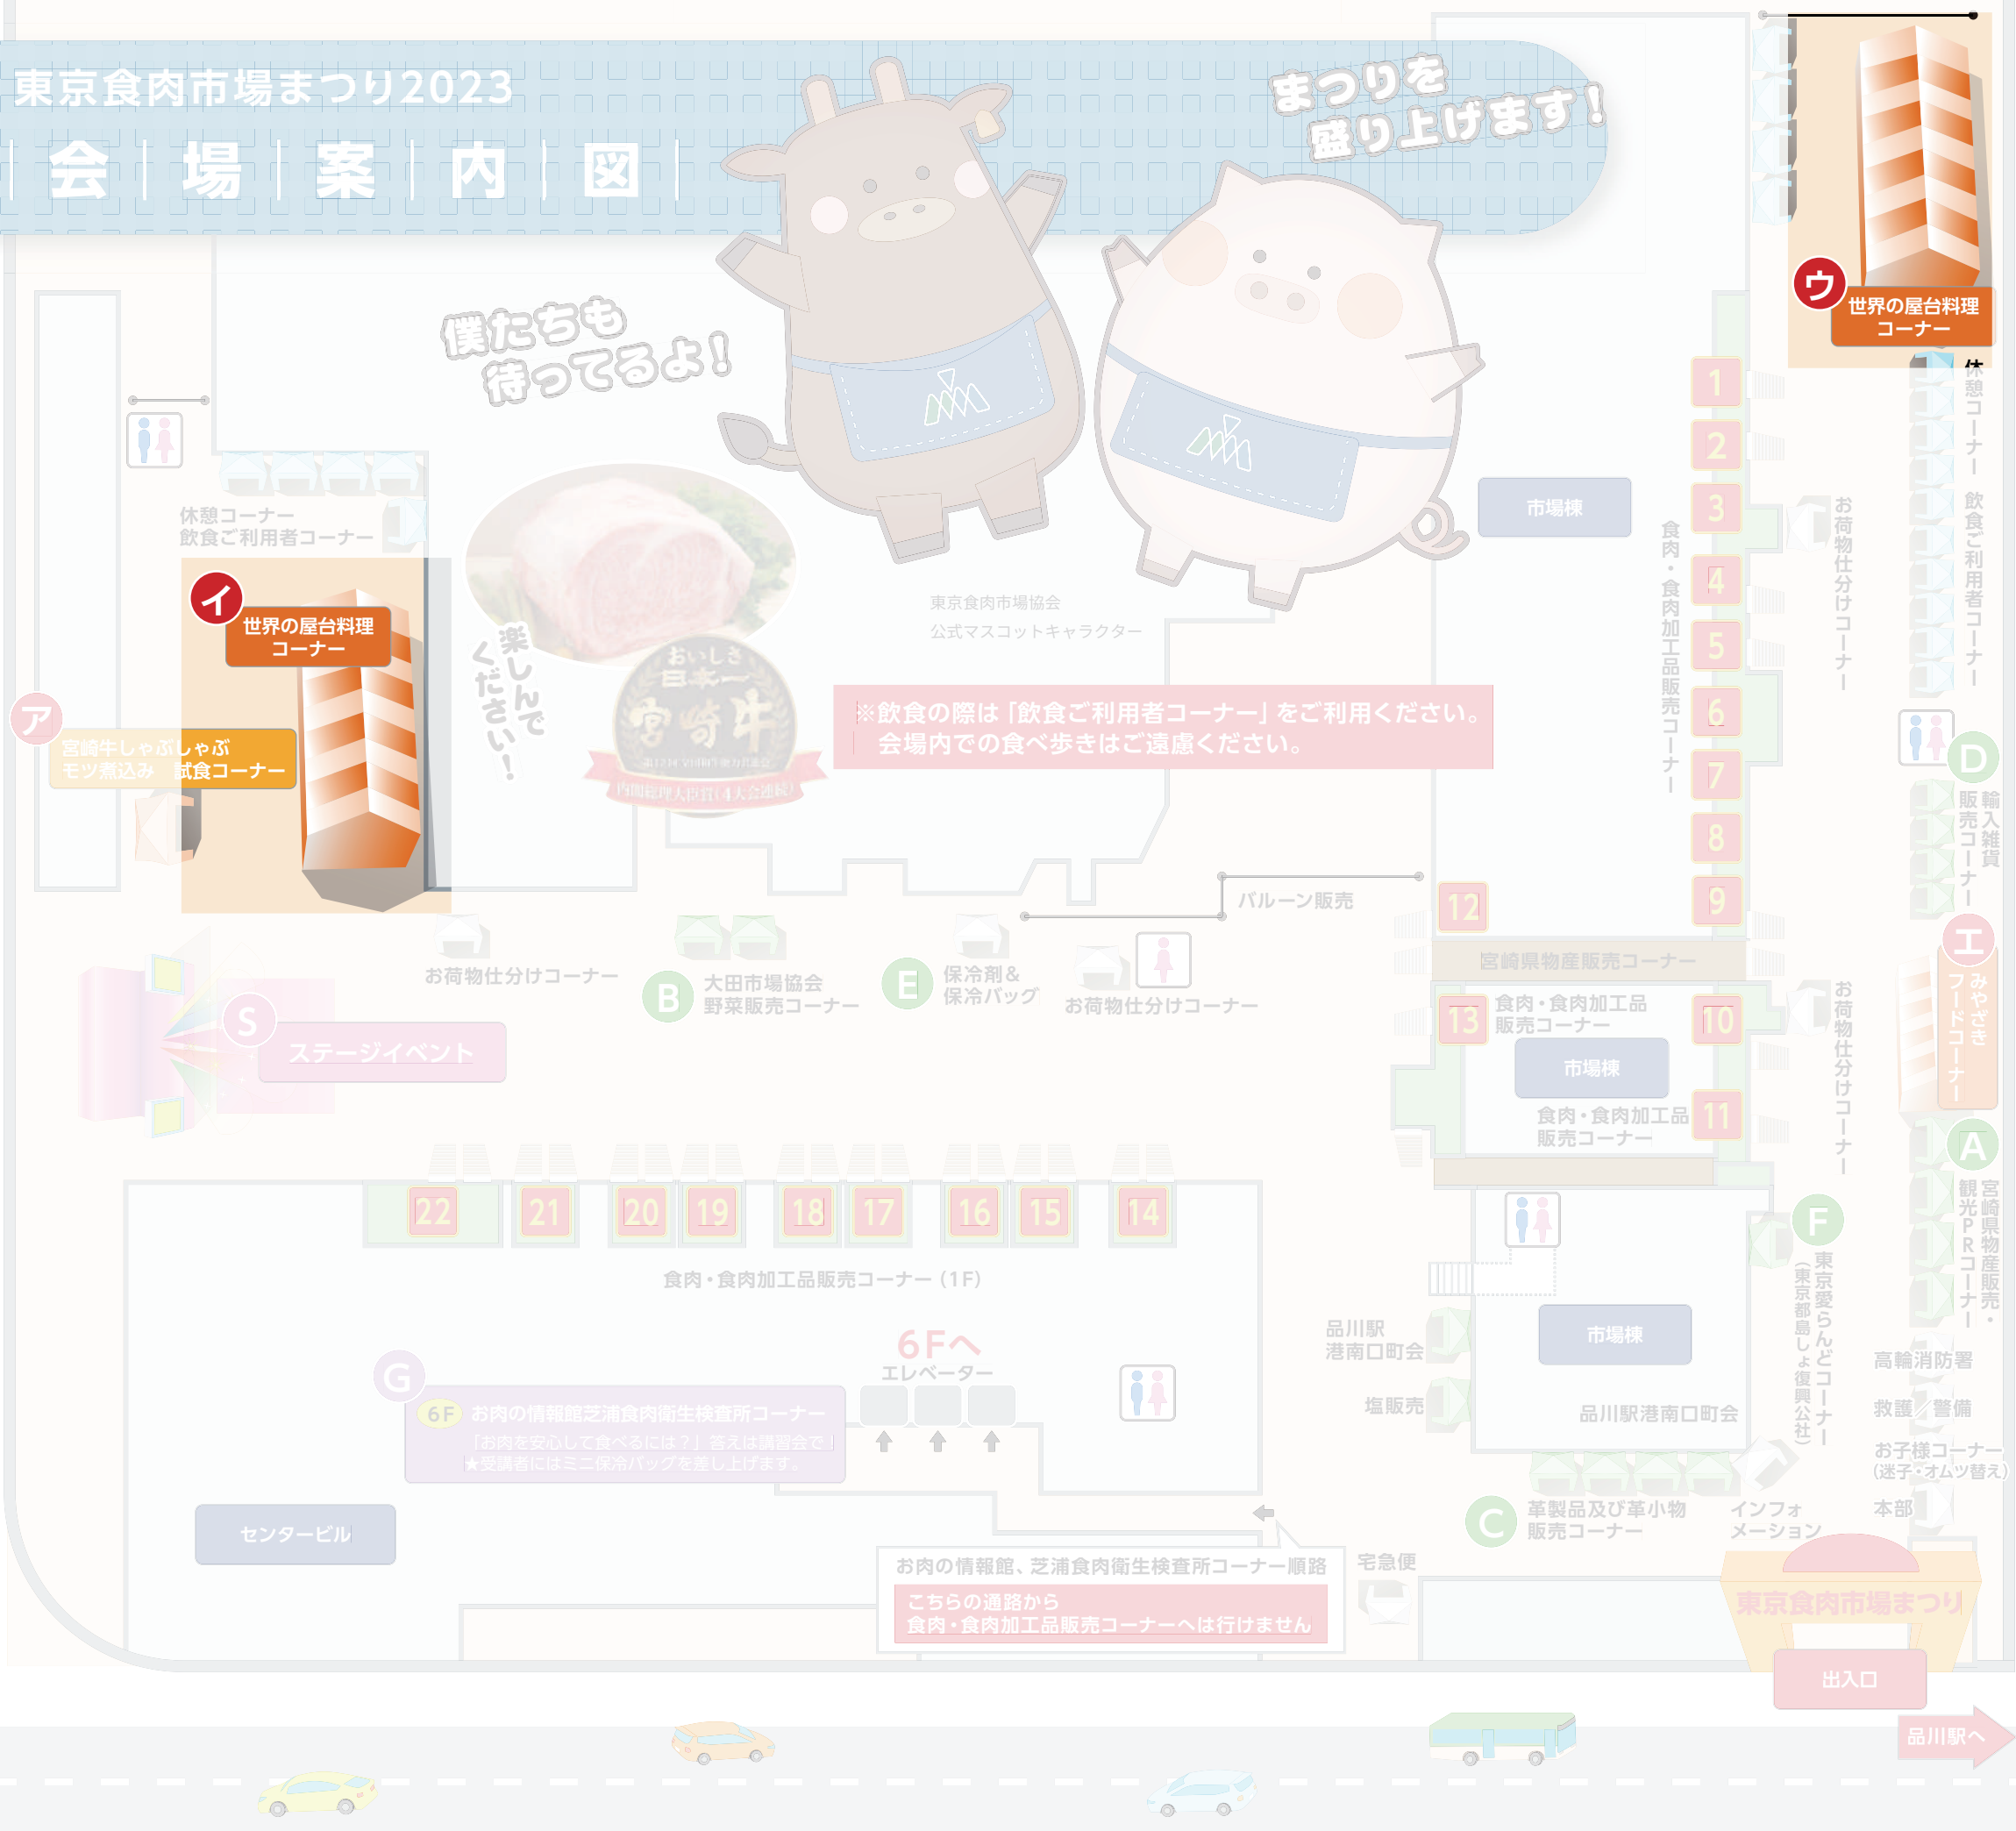 東京食肉市場まつり2023
会場案内図
まつりを
盛り上げます!
僕たちも
待ってるよ!
ウ
世界の屋台料理
コーナー
休憩コーナー 飲食ご利用者コーナー
休憩コーナー
飲食ご利用者コーナー
イ
世界の屋台料理
コーナー
ア
宮崎牛しゃぶしゃぶ
モツ煮込み 試食コーナー
楽しんで
ください!
おいしさ
日本一
宮崎牛
内閣総理大臣賞(4大会連続)
東京食肉市場協会
公式マスコットキャラクター
※飲食の際は「飲食ご利用者コーナー」をご利用ください。
会場内での食べ歩きはご遠慮ください。
市場棟
食肉・食肉加工品販売コーナー
1
2
3
4
5
6
7
8
9
お荷物仕分けコーナー
D
輸入雑貨
販売コーナー
12
バルーン販売
宮崎県物産販売コーナー
エ
みやざき
フードコーナー
お荷物仕分けコーナー
B
大田市場協会
野菜販売コーナー
E
保冷剤&
保冷バッグ
お荷物仕分けコーナー
S
ステージイベント
13
食肉・食肉加工品
販売コーナー
10
市場棟
食肉・食肉加工品
販売コーナー
11
お荷物仕分けコーナー
A
宮崎県物産販売・
観光PRコーナー
22
21
20
19
18
17
16
15
14
食肉・食肉加工品販売コーナー(1F)
F
東京愛らんどコーナー
(東京都島しょ復興公社)
6Fへ
エレベーター
G
6F お肉の情報館芝浦食肉衛生検査所コーナー
「お肉を安心して食べるには?」答えは講習会で!
★受講者にはミニ保冷バッグを差し上げます。
品川駅
港南口町会
塩販売
市場棟
品川駅港南口町会
高輪消防署
救護/警備
お子様コーナー
(迷子・オムツ替え)
本部
C
革製品及び革小物
販売コーナー
インフォ
メーション
センタービル
お肉の情報館、芝浦食肉衛生検査所コーナー順路
こちらの通路から
食肉・食肉加工品販売コーナーへは行けません
宅急便
東京食肉市場まつり
出入口
品川駅へ